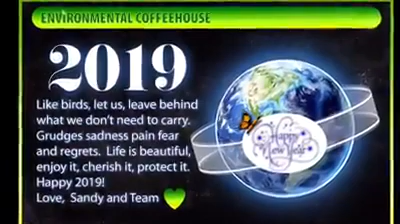 ENVIRONMENTAL COFFEEHOUSE
2019
Like birds, let us, leave behind
what we don't need to carry.
Grudges sadness pain fear
and regrets. Life is beautiful,
enjoy it, cherish it, protect it.
Happy 2019!
Love, Sandy and Team
Happy
New Year